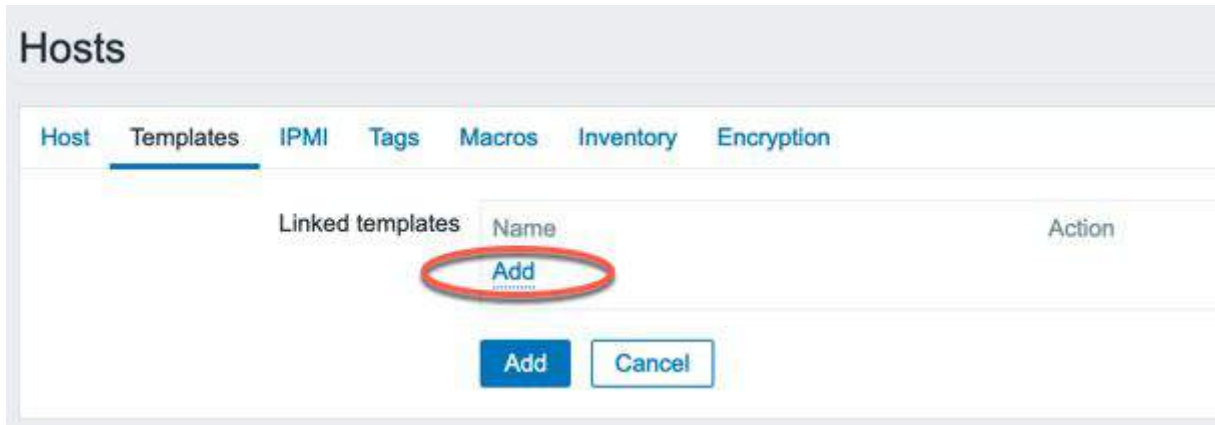 Hosts
Host Templates IPMI Tags Macros Inventory Encryption
Linked templates Name Action
Add
Add Cancel